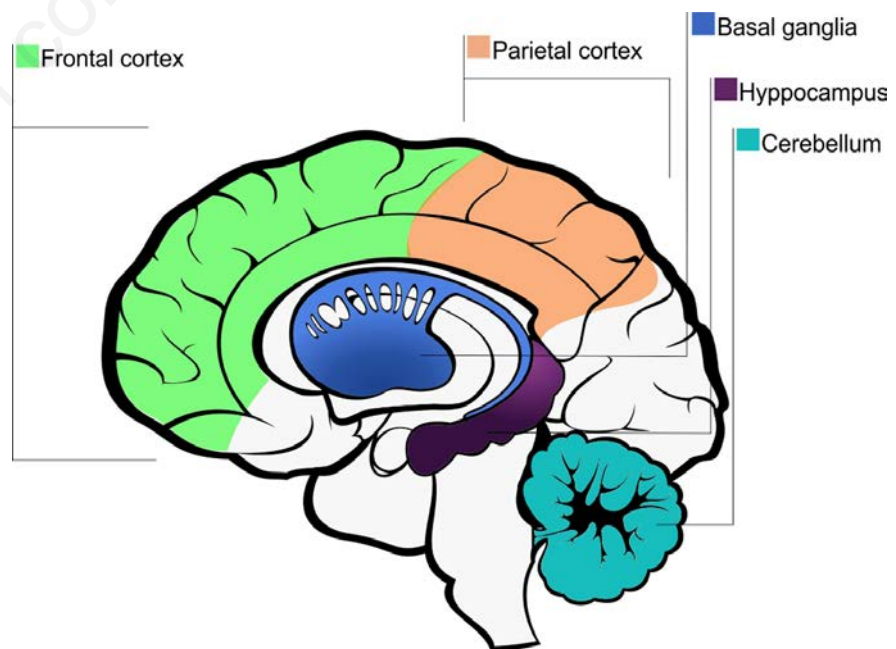 Basal ganglia
Frontal cortex
Parietal cortex
Hyppocampus
Cerebellum